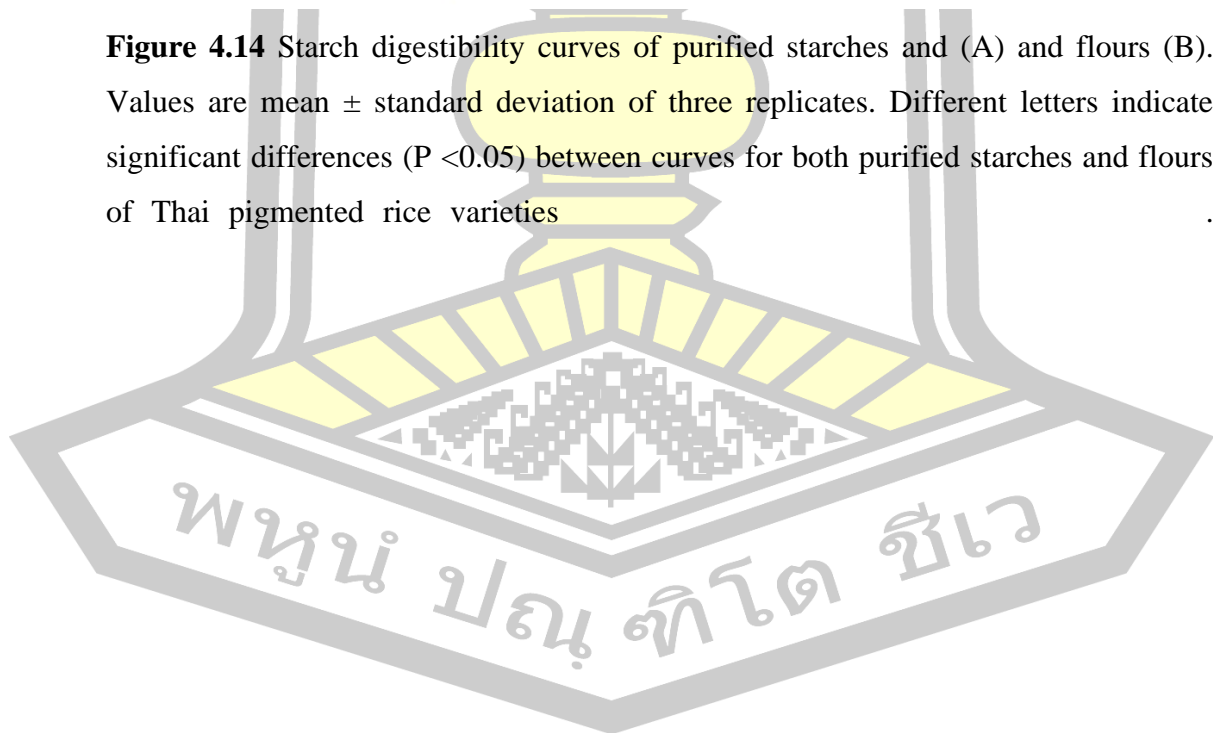 Figure 4.14 Starch digestibility curves of purified starches and (A) and flours (B).
Values are mean ± standard deviation of three replicates. Different letters indicate
significant differences (P <0.05) between curves for both purified starches and flours
of Thai pigmented rice varieties .
พหูนํ ปณฺฑิโต ชีเว